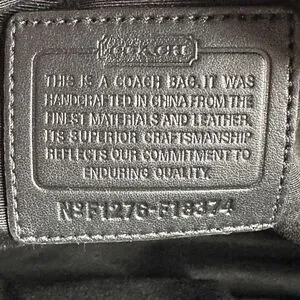 COACH
THIS IS A COACH BAG. IT WAS
HANDCRAFTED IN CHINA FROM THE
FINEST MATERIALS AND LEATHER.
ITS SUPERIOR CRAFTSMANSHIP
REFLECTS OUR COMMITMENT TO
ENDURING QUALITY.
Nº F1276-F18374